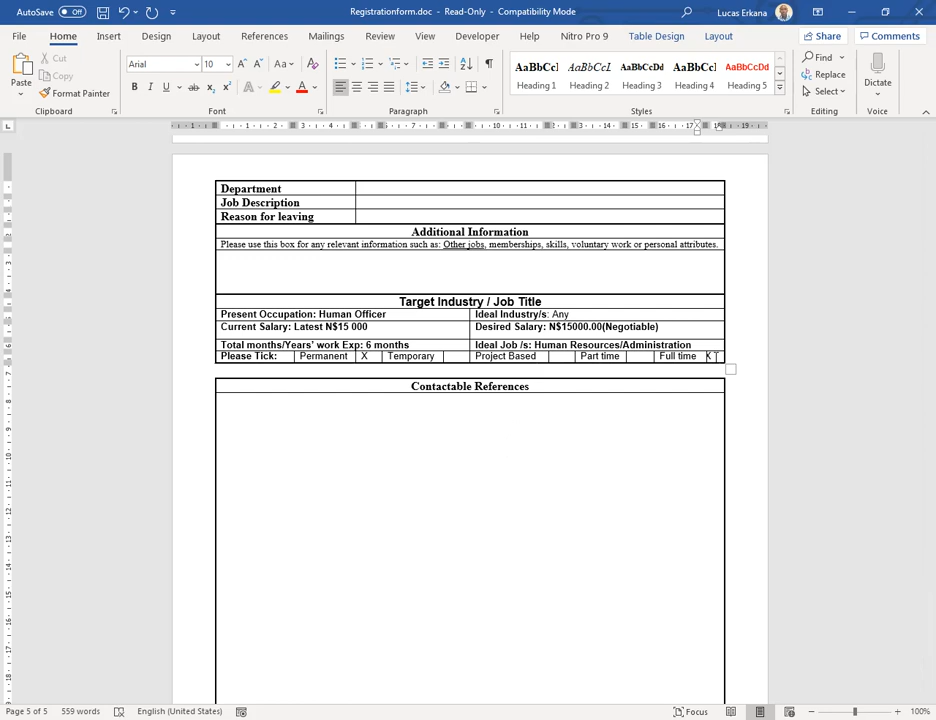 AutoSave Off Registrationform.doc - Read-Only - Compatibility Mode Lucas Erkana
File Home Insert Design Layout References Mailings Review View Developer Help Nitro Pro 9 Table Design Layout Share Comments
Paste Cut Copy Format Painter
Arial 10 Aa
AaBbCcI AaBbCcL AaBbCcDd AaBbCcI AaBbCcDd
Heading 1 Heading 2 Heading 3 Heading 4 Heading 5
Find Replace Select Dictate
Clipboard Font Paragraph Styles Editing Voice
Department
Job Description
Reason for leaving
Additional Information
Please use this box for any relevant information such as: Other jobs, memberships, skills, voluntary work or personal attributes.
Target Industry / Job Title
Present Occupation: Human Officer Ideal Industry/s: Any
Current Salary: Latest N$15 000 Desired Salary: N$15000.00(Negotiable)
Total months/Years' work Exp: 6 months Ideal Job /s: Human Resources/Administration
Please Tick: Permanent X Temporary Project Based Part time Full time X
Contactable References
Page 5 of 5 559 words English (United States) Focus 100%